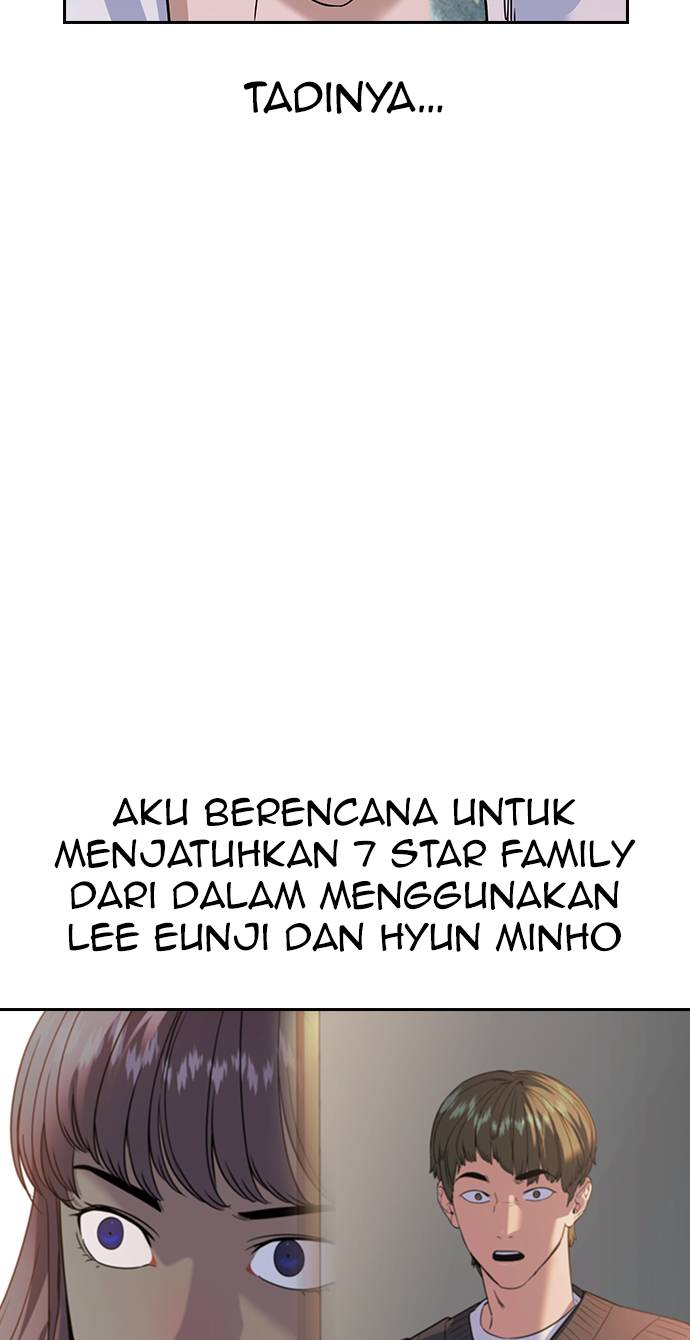 TADINYA...
AKU BERENCANA UNTUK
MENJATUHKAN 7 STAR FAMILY
DARI DALAM MENGGUNAKAN
LEE EUNJI DAN HYUN MINHO